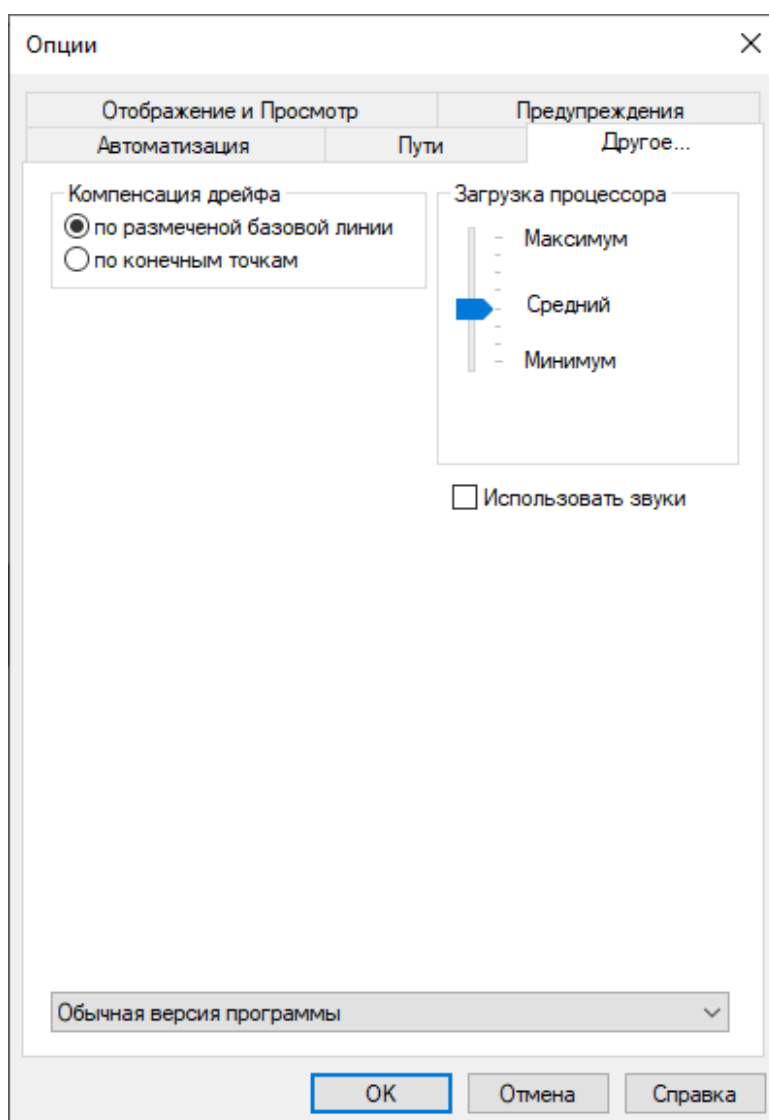 Опции
Отображение и Просмотр
Предупреждения
Автоматизация
Пути
Другое...
Компенсация дрейфа
по размеченой базовой линии
по конечным точкам
Загрузка процессора
Максимум
Средний
Минимум
Использовать звуки
Обычная версия программы
OK
Отмена
Справка